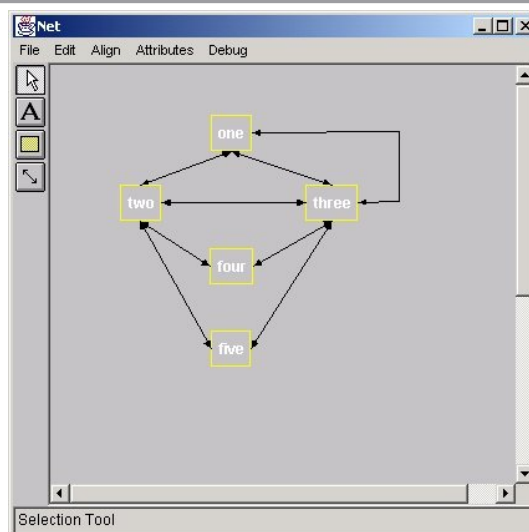 Net
File Edit Align Attributes Debug
A
one
two three
four
five
Selection Tool